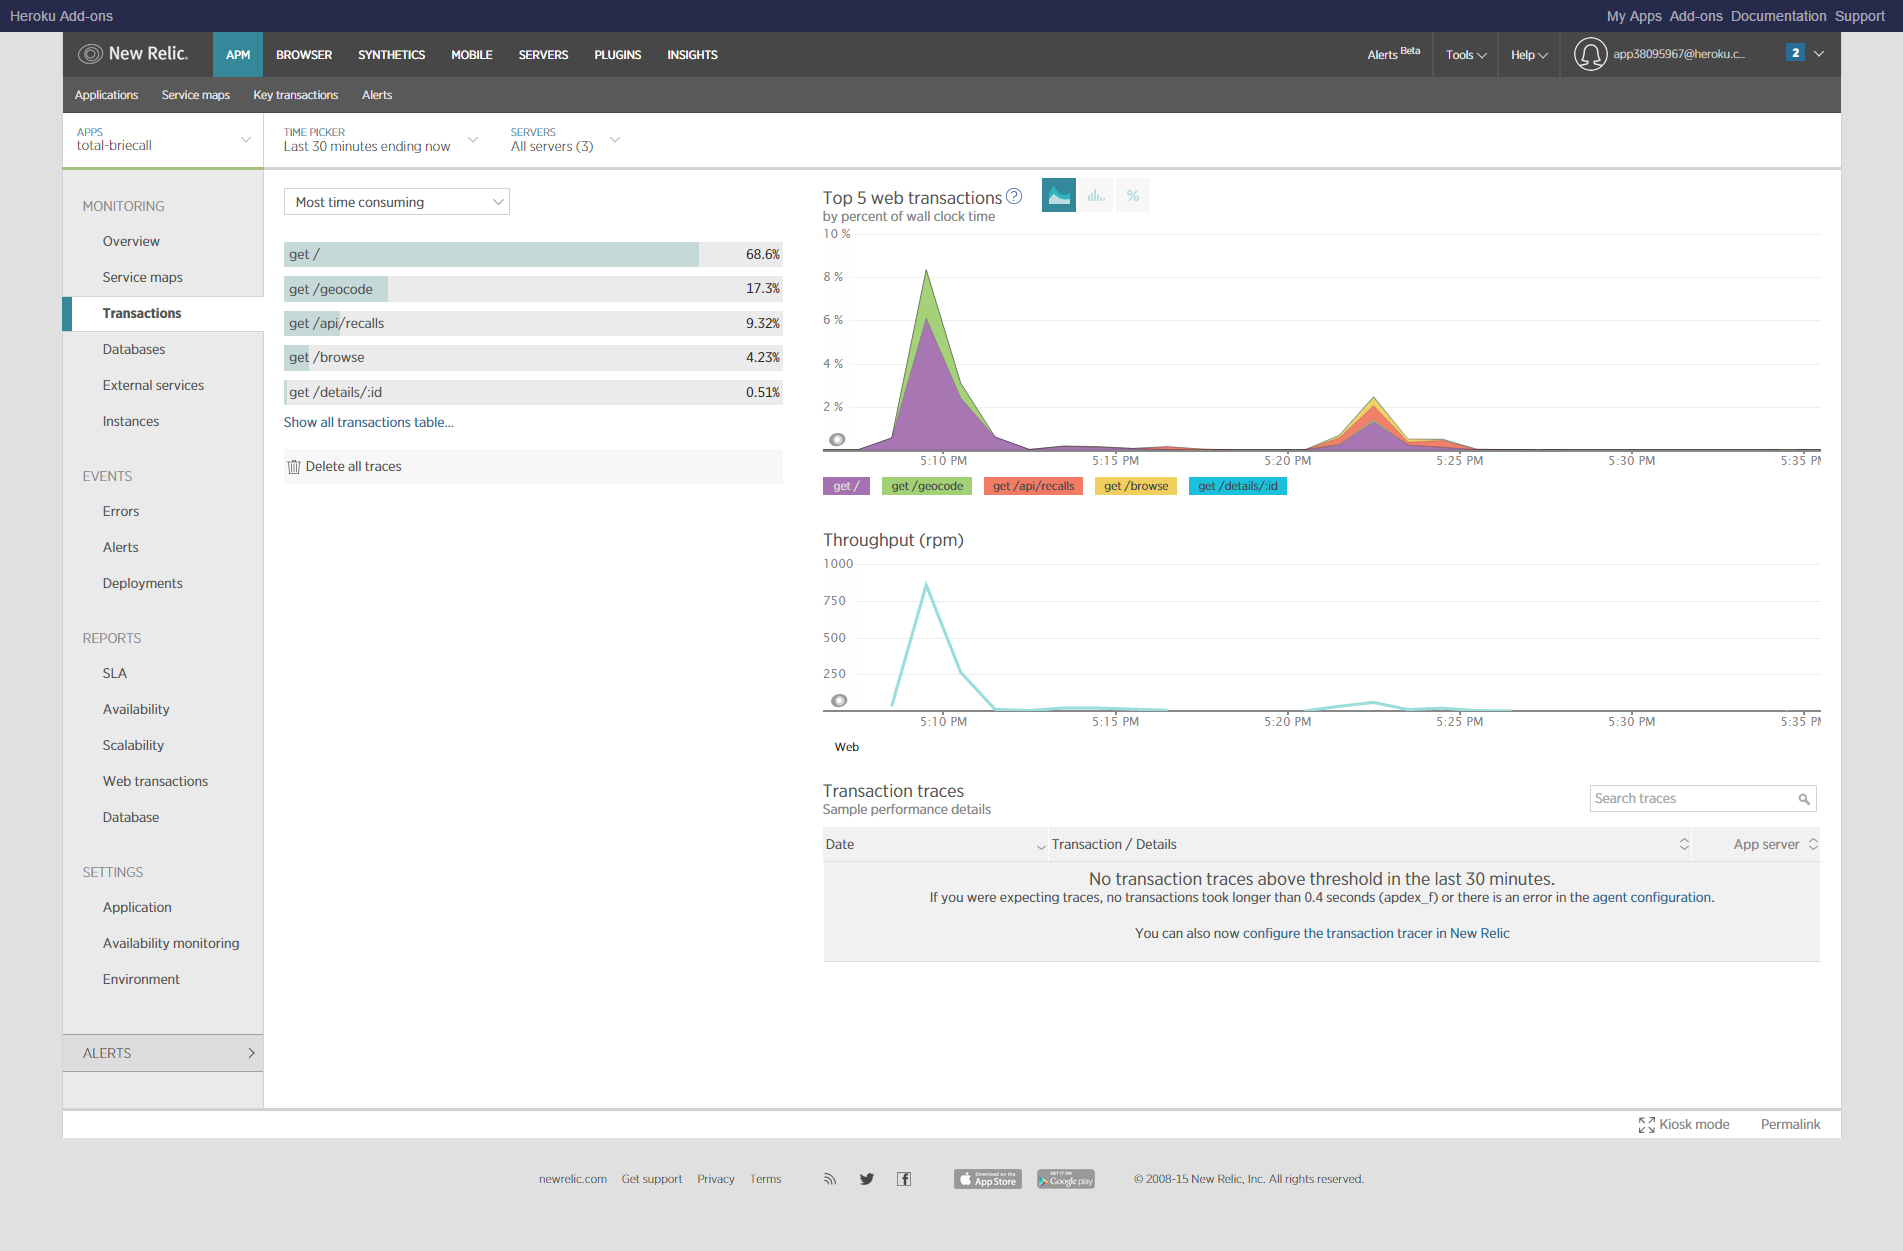 Heroku Add-ons
My Apps Add-ons Documentation Support
New Relic.
APM BROWSER SYNTHETICS MOBILE SERVERS PLUGINS INSIGHTS
Alerts Beta Tools Help app38095967@heroku.c... 2
Applications Service maps Key transactions Alerts
APPS
total-briecall
TIME PICKER
Last 30 minutes ending now
SERVERS
All servers (3)
MONITORING
Overview
Service maps
Transactions
Databases
External services
Instances
EVENTS
Errors
Alerts
Deployments
REPORTS
SLA
Availability
Scalability
Web transactions
Database
SETTINGS
Application
Availability monitoring
Environment
ALERTS
Most time consuming
get / 68.6%
get /geocode 17.3%
get /api/recalls 9.32%
get /browse 4.23%
get /details/:id 0.51%
Show all transactions table...
Delete all traces
Top 5 web transactions ?
by percent of wall clock time
%
10 %
8 %
6 %
4 %
2 %
5:10 PM 5:15 PM 5:20 PM 5:25 PM 5:30 PM 5:35 PM
get / get /geocode get /api/recalls get /browse get /details/:id
Throughput (rpm)
1000
750
500
250
5:10 PM 5:15 PM 5:20 PM 5:25 PM 5:30 PM 5:35 PM
Web
Transaction traces
Sample performance details
Search traces
Date Transaction / Details App server
No transaction traces above threshold in the last 30 minutes.
If you were expecting traces, no transactions took longer than 0.4 seconds (apdex_f) or there is an error in the agent configuration.
You can also now configure the transaction tracer in New Relic
Kiosk mode Permalink
newrelic.com Get support Privacy Terms
Download on the
App Store
GET IT ON
Google play
© 2008-15 New Relic, Inc. All rights reserved.